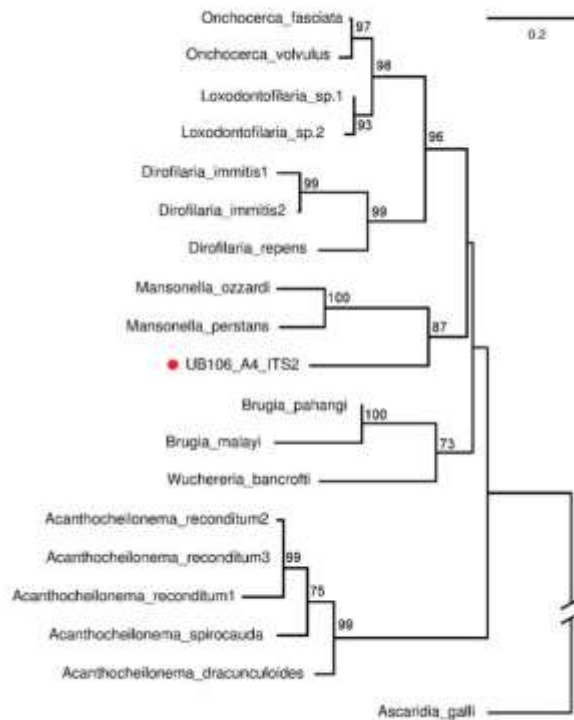 Onchocerca_fasciata
97
Onchocerca_volvulus
98
0.2
Loxodontofilaria_sp.1
93
Loxodontofilaria_sp.2
96
Dirofilaria_immitis1
99
Dirofilaria_immitis2
99
Dirofilaria_repens
Mansonella_ozzardi
100
Mansonella_perstans
87
UB106_A4_ITS2
Brugia_pahangi
100
Brugia_malayi
73
Wuchereria_bancrofti
Acanthocheilonema_reconditum2
Acanthocheilonema_reconditum3
99
Acanthocheilonema_reconditum1
75
Acanthocheilonema_spirocauda
99
Acanthocheilonema_dracunculoides
Ascaridia_galli